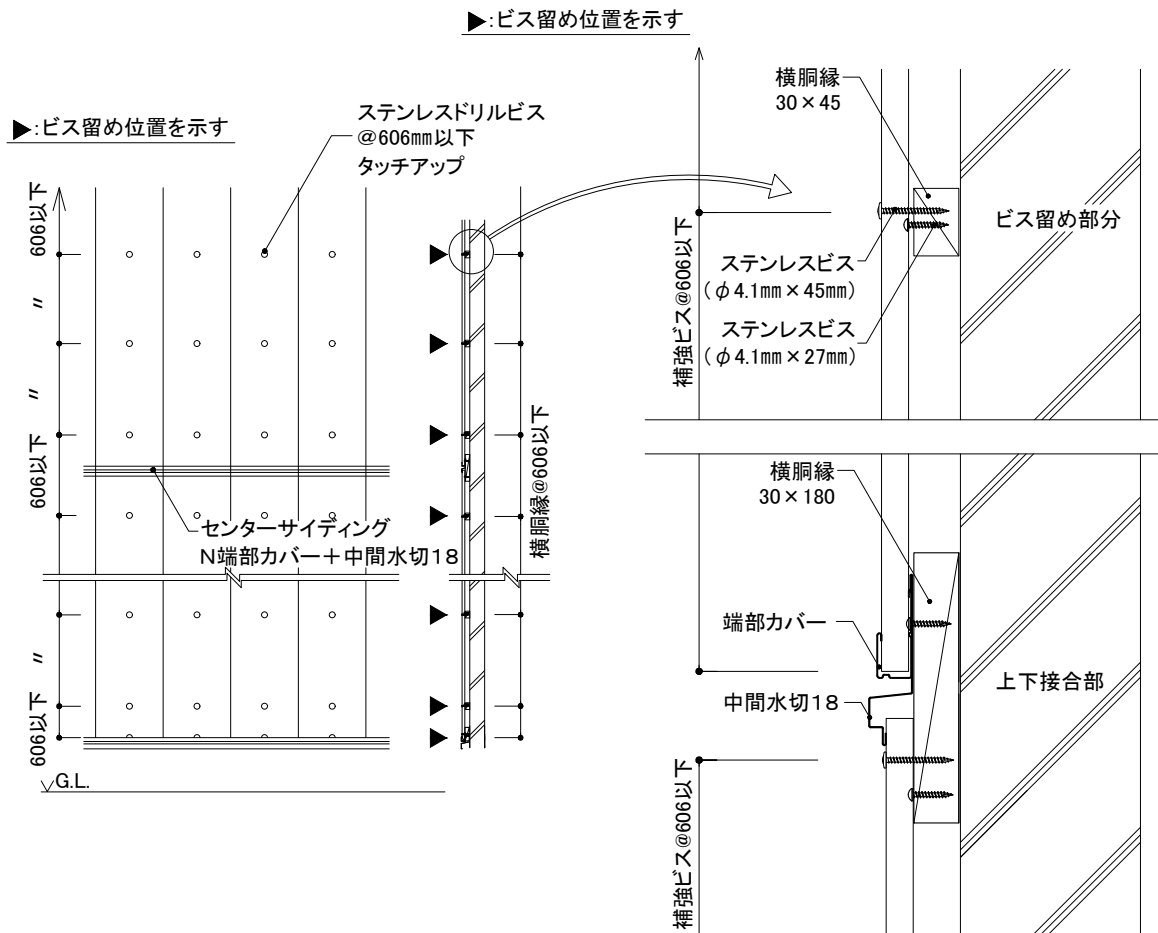 ▶:ビス留め位置を示す
▶:ビス留め位置を示す
ステンレスドリルビス
@606mm以下
タッチアップ
606以下
〃
〃
606以下
〃
606以下
センターサイディング
N端部カバー+中間水切18
横胴縁@606以下
G.L.
横胴縁
30×45
ビス留め部分
ステンレスビス
(φ4.1mm×45mm)
ステンレスビス
(φ4.1mm×27mm)
補強ビス@606以下
横胴縁
30×180
端部カバー
上下接合部
中間水切18
補強ビス@606以下